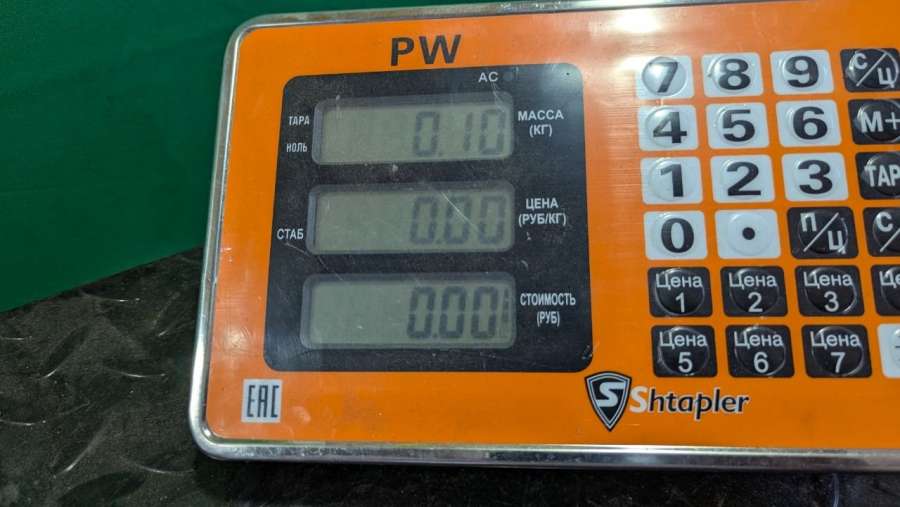 PW
AC
ТАРА
НОЛЬ
0.10
МАССА
(КГ)
СТАБ
0.00
ЦЕНА
(РУБ/КГ)
0.00
СТОИМОСТЬ
(РУБ)
7 8 9 С/Ц
4 5 6 М+
1 2 3 ТАР
0 • П/Ц С/
Цена 1 Цена 2 Цена 3 Це
Цена 5 Цена 6 Цена 7
EAC
S Shtapler